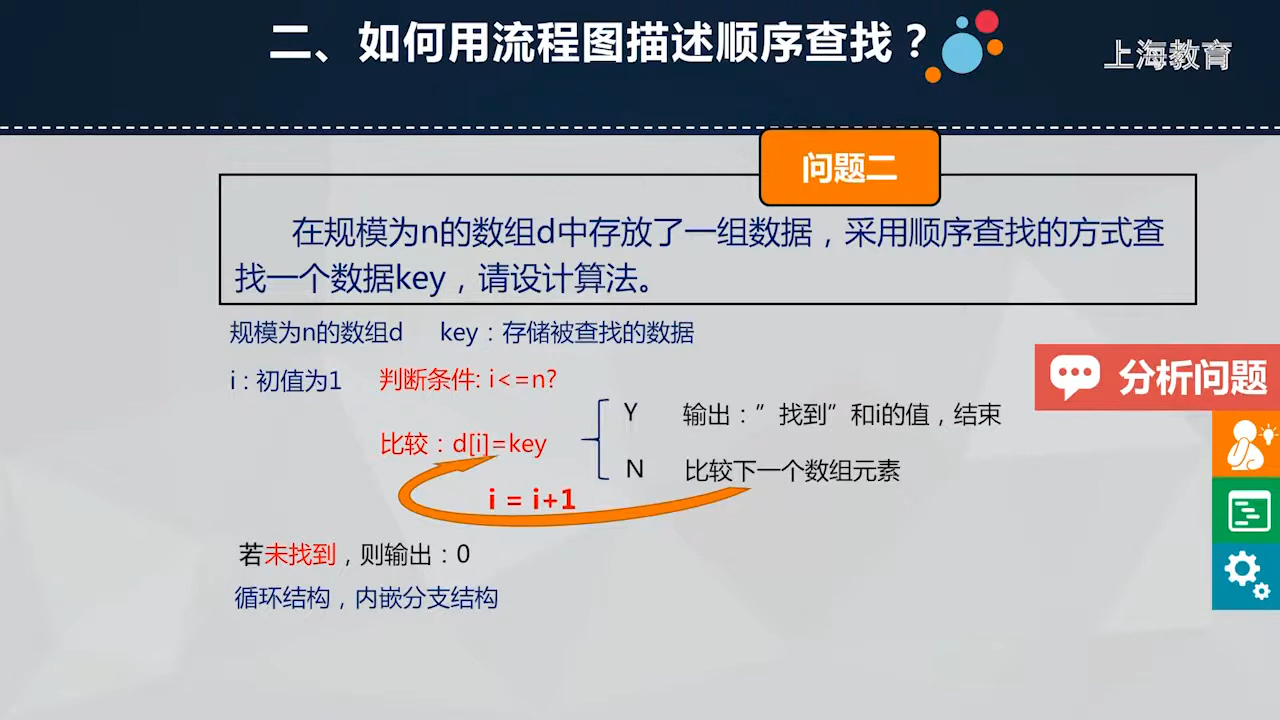 二、如何用流程图描述顺序查找？
上海教育
问题二
在规模为n的数组d中存放了一组数据，采用顺序查找的方式查
找一个数据key，请设计算法。
规模为n的数组d key：存储被查找的数据
i：初值为1 判断条件: i<=n?
分析问题
Y 输出：”找到”和i的值，结束
比较：d[i]=key
N 比较下一个数组元素
i = i+1
若未找到，则输出：0
循环结构，内嵌分支结构